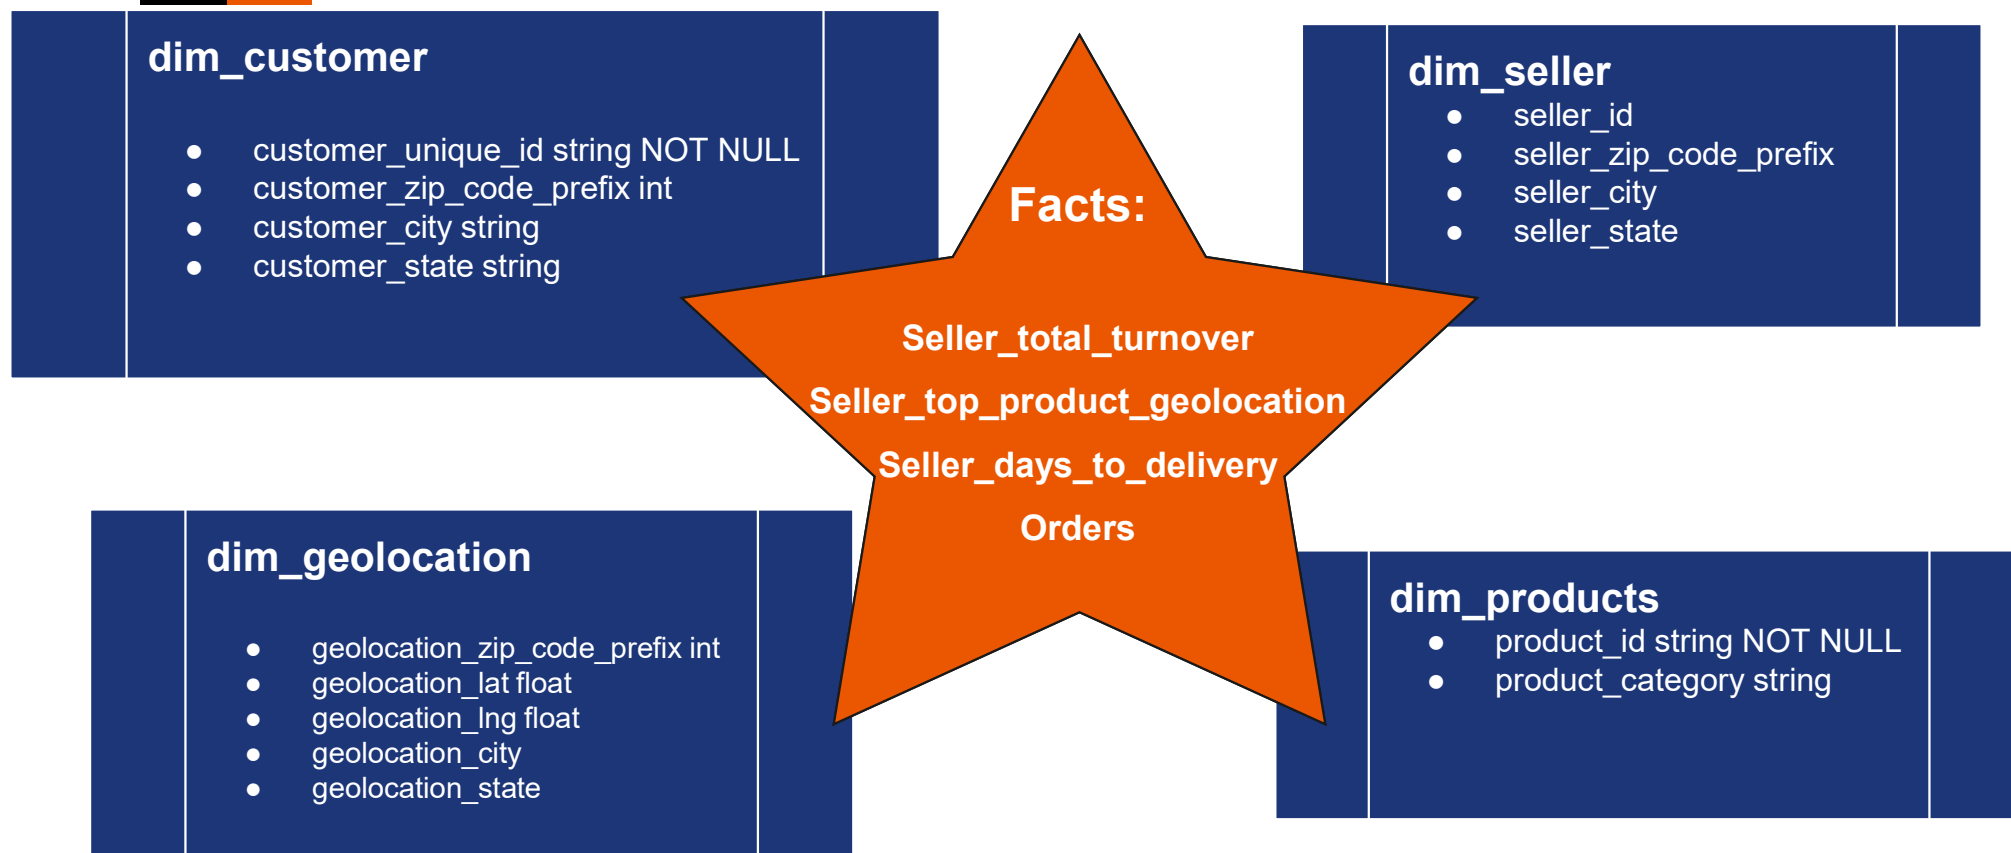 dim_customer
● customer_unique_id string NOT NULL
● customer_zip_code_prefix int
● customer_city string
● customer_state string
dim_seller
● seller_id
● seller_zip_code_prefix
● seller_city
● seller_state
Facts:
Seller_total_turnover
Seller_top_product_geolocation
Seller_days_to_delivery
Orders
dim_geolocation
● geolocation_zip_code_prefix int
● geolocation_lat float
● geolocation_lng float
● geolocation_city
● geolocation_state
dim_products
● product_id string NOT NULL
● product_category string